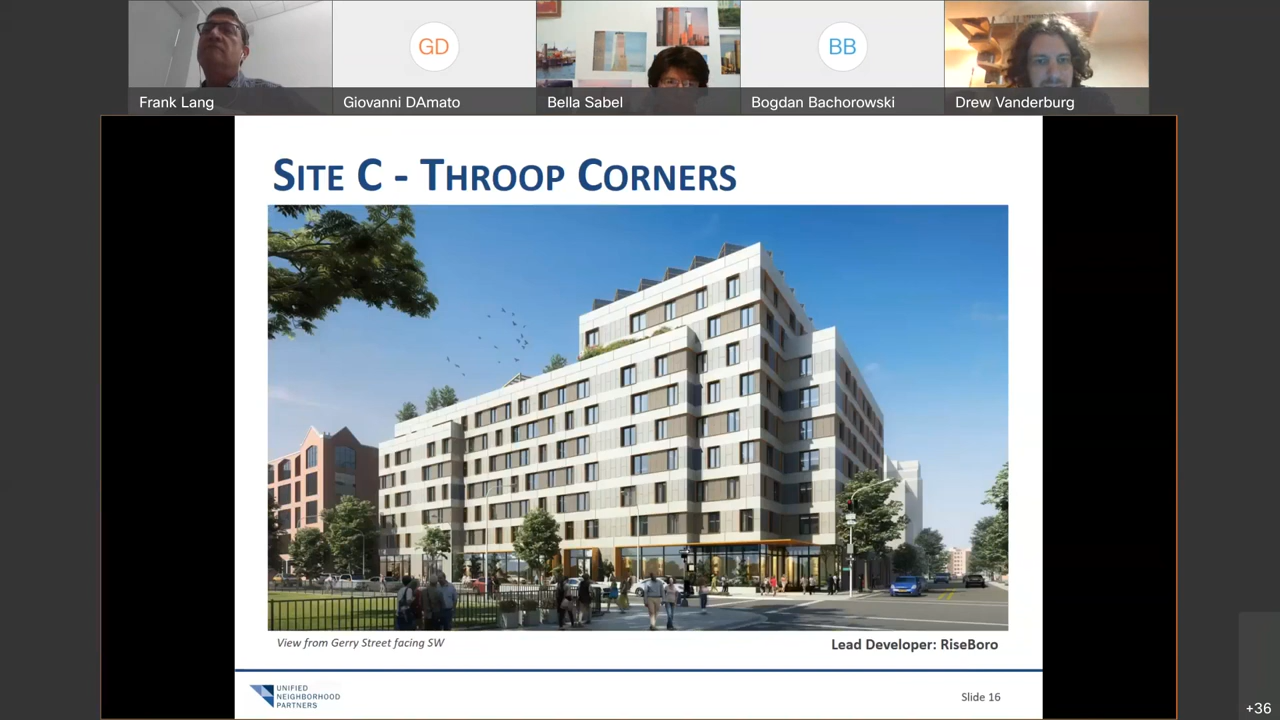 GD
BB
Frank Lang
Giovanni DAmato
Bella Sabel
Bogdan Bachorowski
Drew Vanderburg
SITE C - THROOP CORNERS
View from Gerry Street facing SW
Lead Developer: RiseBoro
UNIFIED
NEIGHBORHOOD
PARTNERS
Slide 16
+36